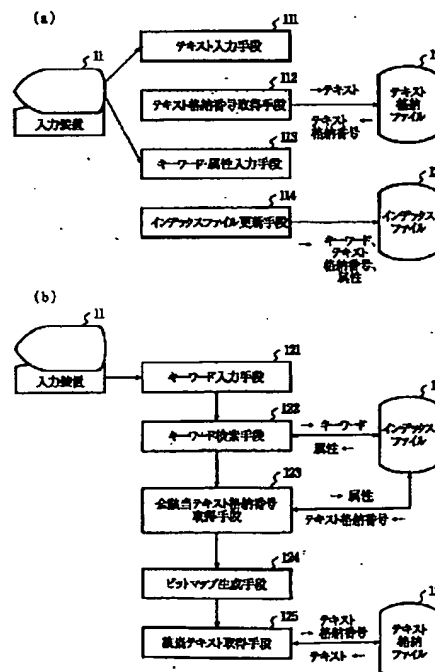 (a)
11
入力装置
111
テキスト入力手段
112
テキスト格納番号取得手段
→テキスト
テキスト
格納番号
←
テキスト
格納
ファイル
113
キーワード・属性入力手段
114
インデックスファイル更新手段
→ キーワード、
テキスト
格納番号、
属性
インデックス
ファイル
(b)
11
入力装置
121
キーワード入力手段
122
キーワード検索手段
→ キーワード
属性 ←
インデックス
ファイル
123
全該当テキスト格納番号
取得手段
→ 属性
テキスト格納番号 ←
124
ビットマップ生成手段
125
該当テキスト取得手段
テキスト
→ 格納番号
テキスト ←
テキスト
格納
ファイル